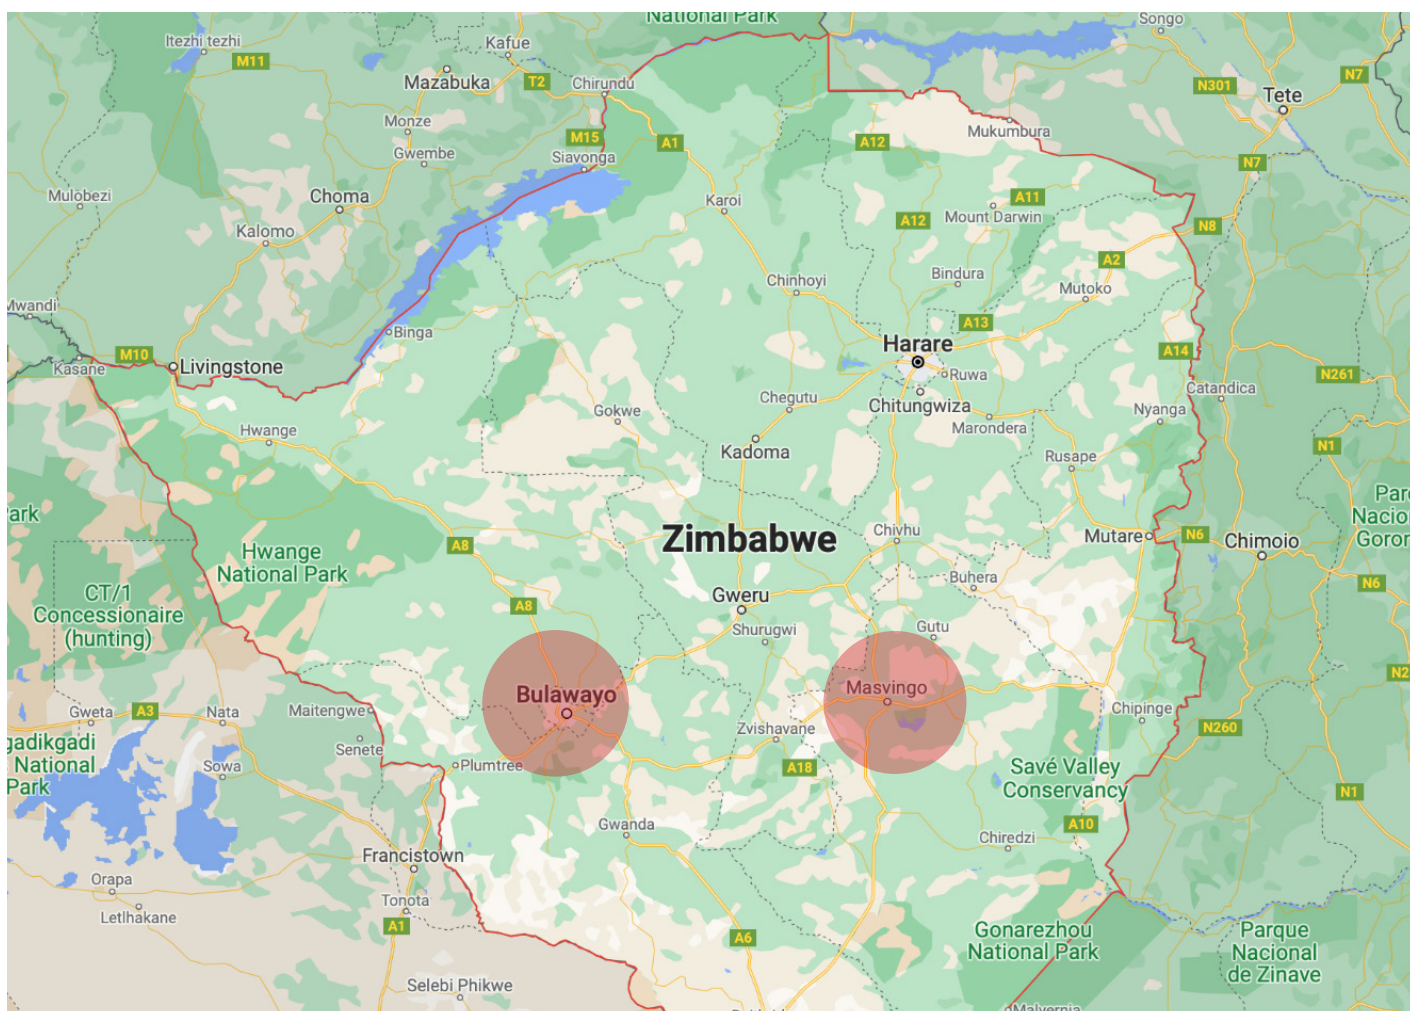 National Park
Songo
Itezhi tezhi
M11
Kafue
Mazabuka
T2
Chirundu
N301
N7
Tete
Monze
Gwembe
M15
Siavonga
A1
A12
Mukumbura
N7
Mulobezi
Choma
Karoi
A11
A12
Mount Darwin
N8
Kalomo
A2
Chinhoyi
Bindura
Mutoko
Mwandi
Binga
A13
Harare
A14
M10
Kasane
Livingstone
Ruwa
N261
Catandica
Chegutu
Chitungwiza
Nyanga
Gokwe
Marondera
Hwange
Kadoma
N1
Rusape
Park
Zimbabwe
Chivhu
Mutare
N6
Chimoio
A8
Hwange
National Park
CT/1
Concessionaire
(hunting)
Buhera
N6
Gweru
A8
Shurugwi
Gutu
Bulawayo
Masvingo
Gweta
A3
Nata
Maitengwe
Chipinge
Zvishavane
N260
Senete
Sowa
Plumtree
A18
Savé Valley
Conservancy
N1
National
Park
Gwanda
A10
Chiredzi
Francistown
Orapa
Letlhakane
Tonota
A1
A6
Gonarezhou
National Park
Parque
Nacional
de Zinave
Selebi Phikwe
Malvernia